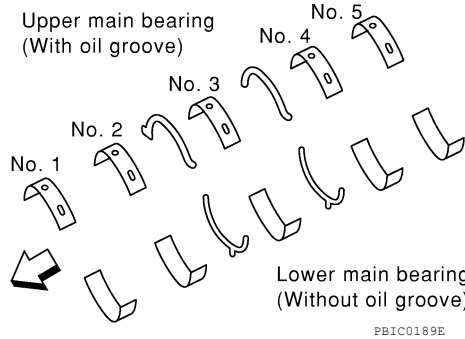 Upper main bearing
(With oil groove)
No. 5
No. 4
No. 3
No. 2
No. 1
Lower main bearing
(Without oil groove)
PBIC0189E